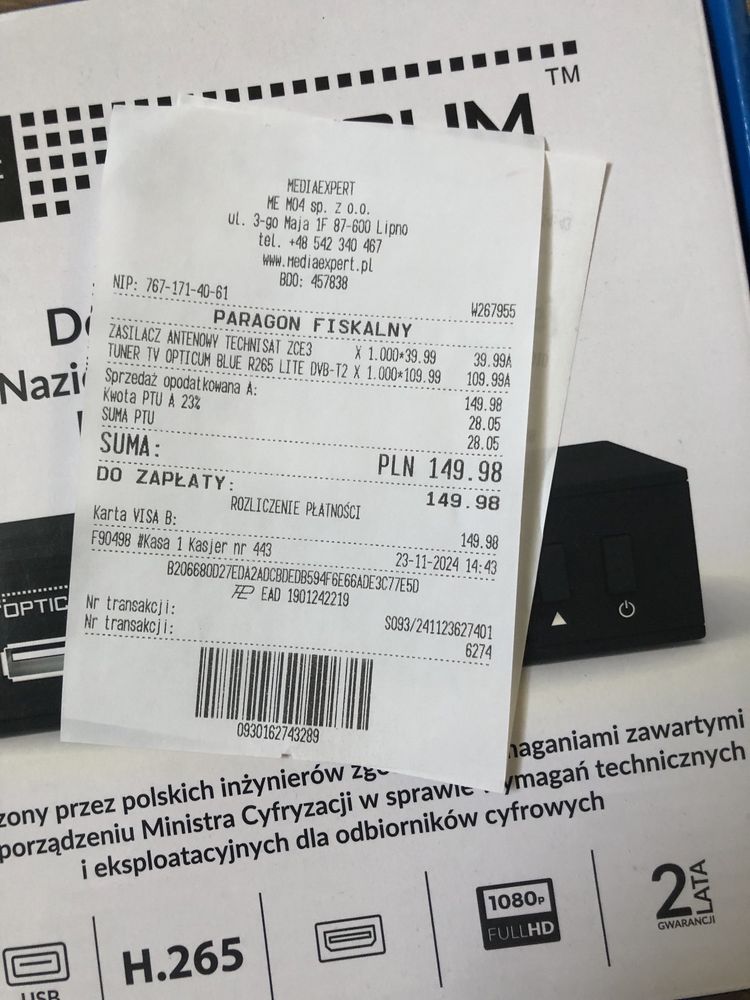 TM
MEDIAEXPERT
ME M04 sp. z o.o.
ul. 3-go Maja 1F 87-600 Lipno
tel. +48 542 340 467
www.mediaexpert.pl
BDO: 457838
NIP: 767-171-40-61 W267955
PARAGON FISKALNY
ZASILACZ ANTENOWY TECHNISAT ZCE3 X 1.000*39.99 39.99A
TUNER TV OPTICUM BLUE R265 LITE DVB-T2 X 1.000*109.99 109.99A
Sprzedaż opodatkowana A: 149.98
Kwota PTU A 23% 28.05
SUMA PTU 28.05
SUMA: PLN 149.98
DO ZAPŁATY: 149.98
ROZLICZENIE PŁATNOŚCI
Karta VISA B: 149.98
F90498 #Kasa 1 Kasjer nr 443 23-11-2024 14:43
B206680D27EDA2ADC8DEDB594F6E66ADE3C77E5D
EAD 1901242219
Nr transakcji: S093/241123627401
Nr transakcji: 6274
0930162743289
OPTIC
zony przez polskich inżynierów zgo maganiami zawartymi
porządzeniu Ministra Cyfryzacji w sprawie wymagań technicznych
i eksploatacyjnych dla odbiorników cyfrowych
USB
H.265
1080p
FULLHD
2 LATA
GWARANCJI